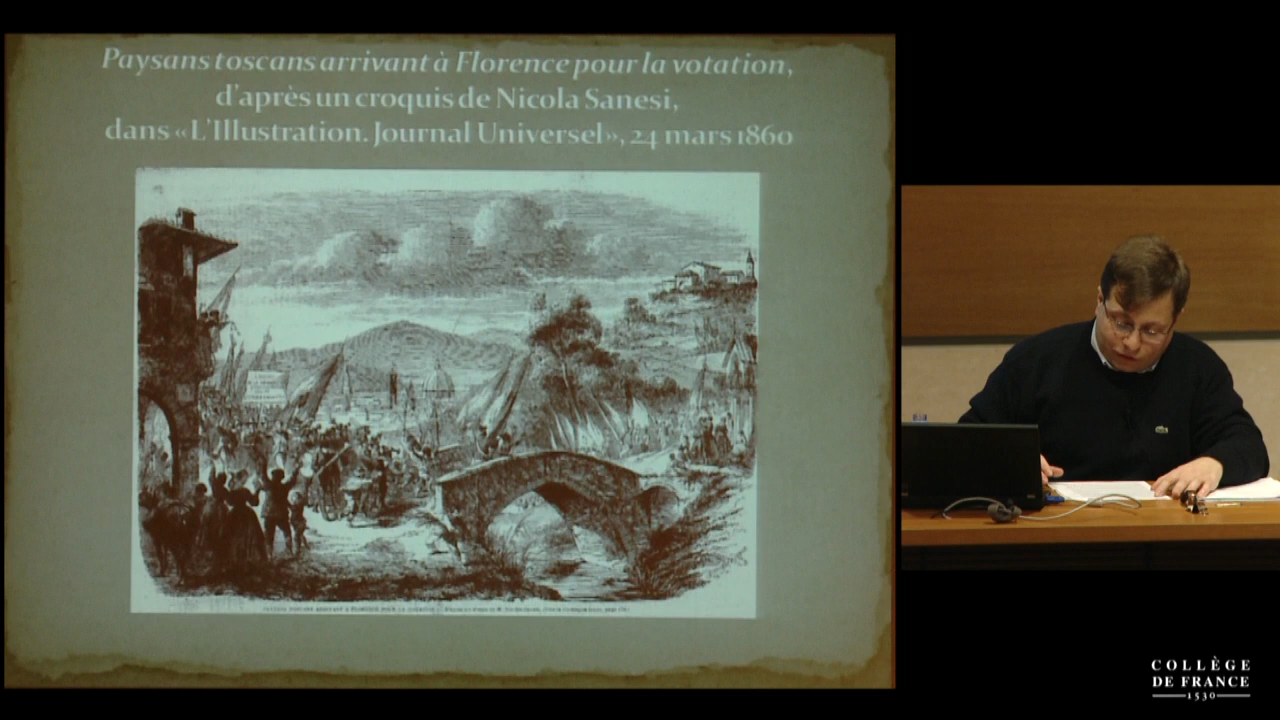 Paysans toscans arrivant à Florence pour la votation,
d'après un croquis de Nicola Sanesi,
dans «L'Illustration. Journal Universel», 24 mars 1860
COLLÈGE
DE FRANCE
1530